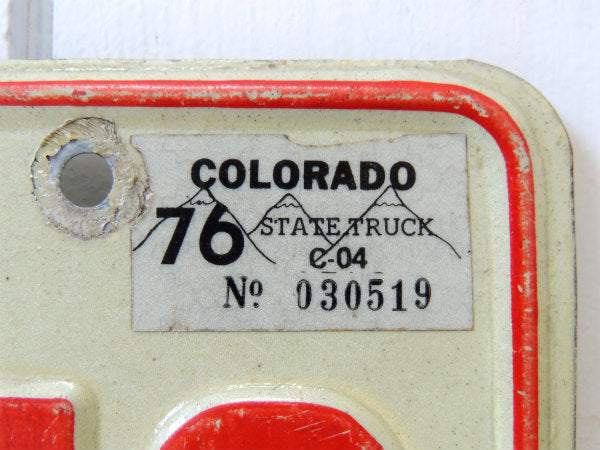 COLORADO
76 STATE TRUCK
C-04
Nº 030519